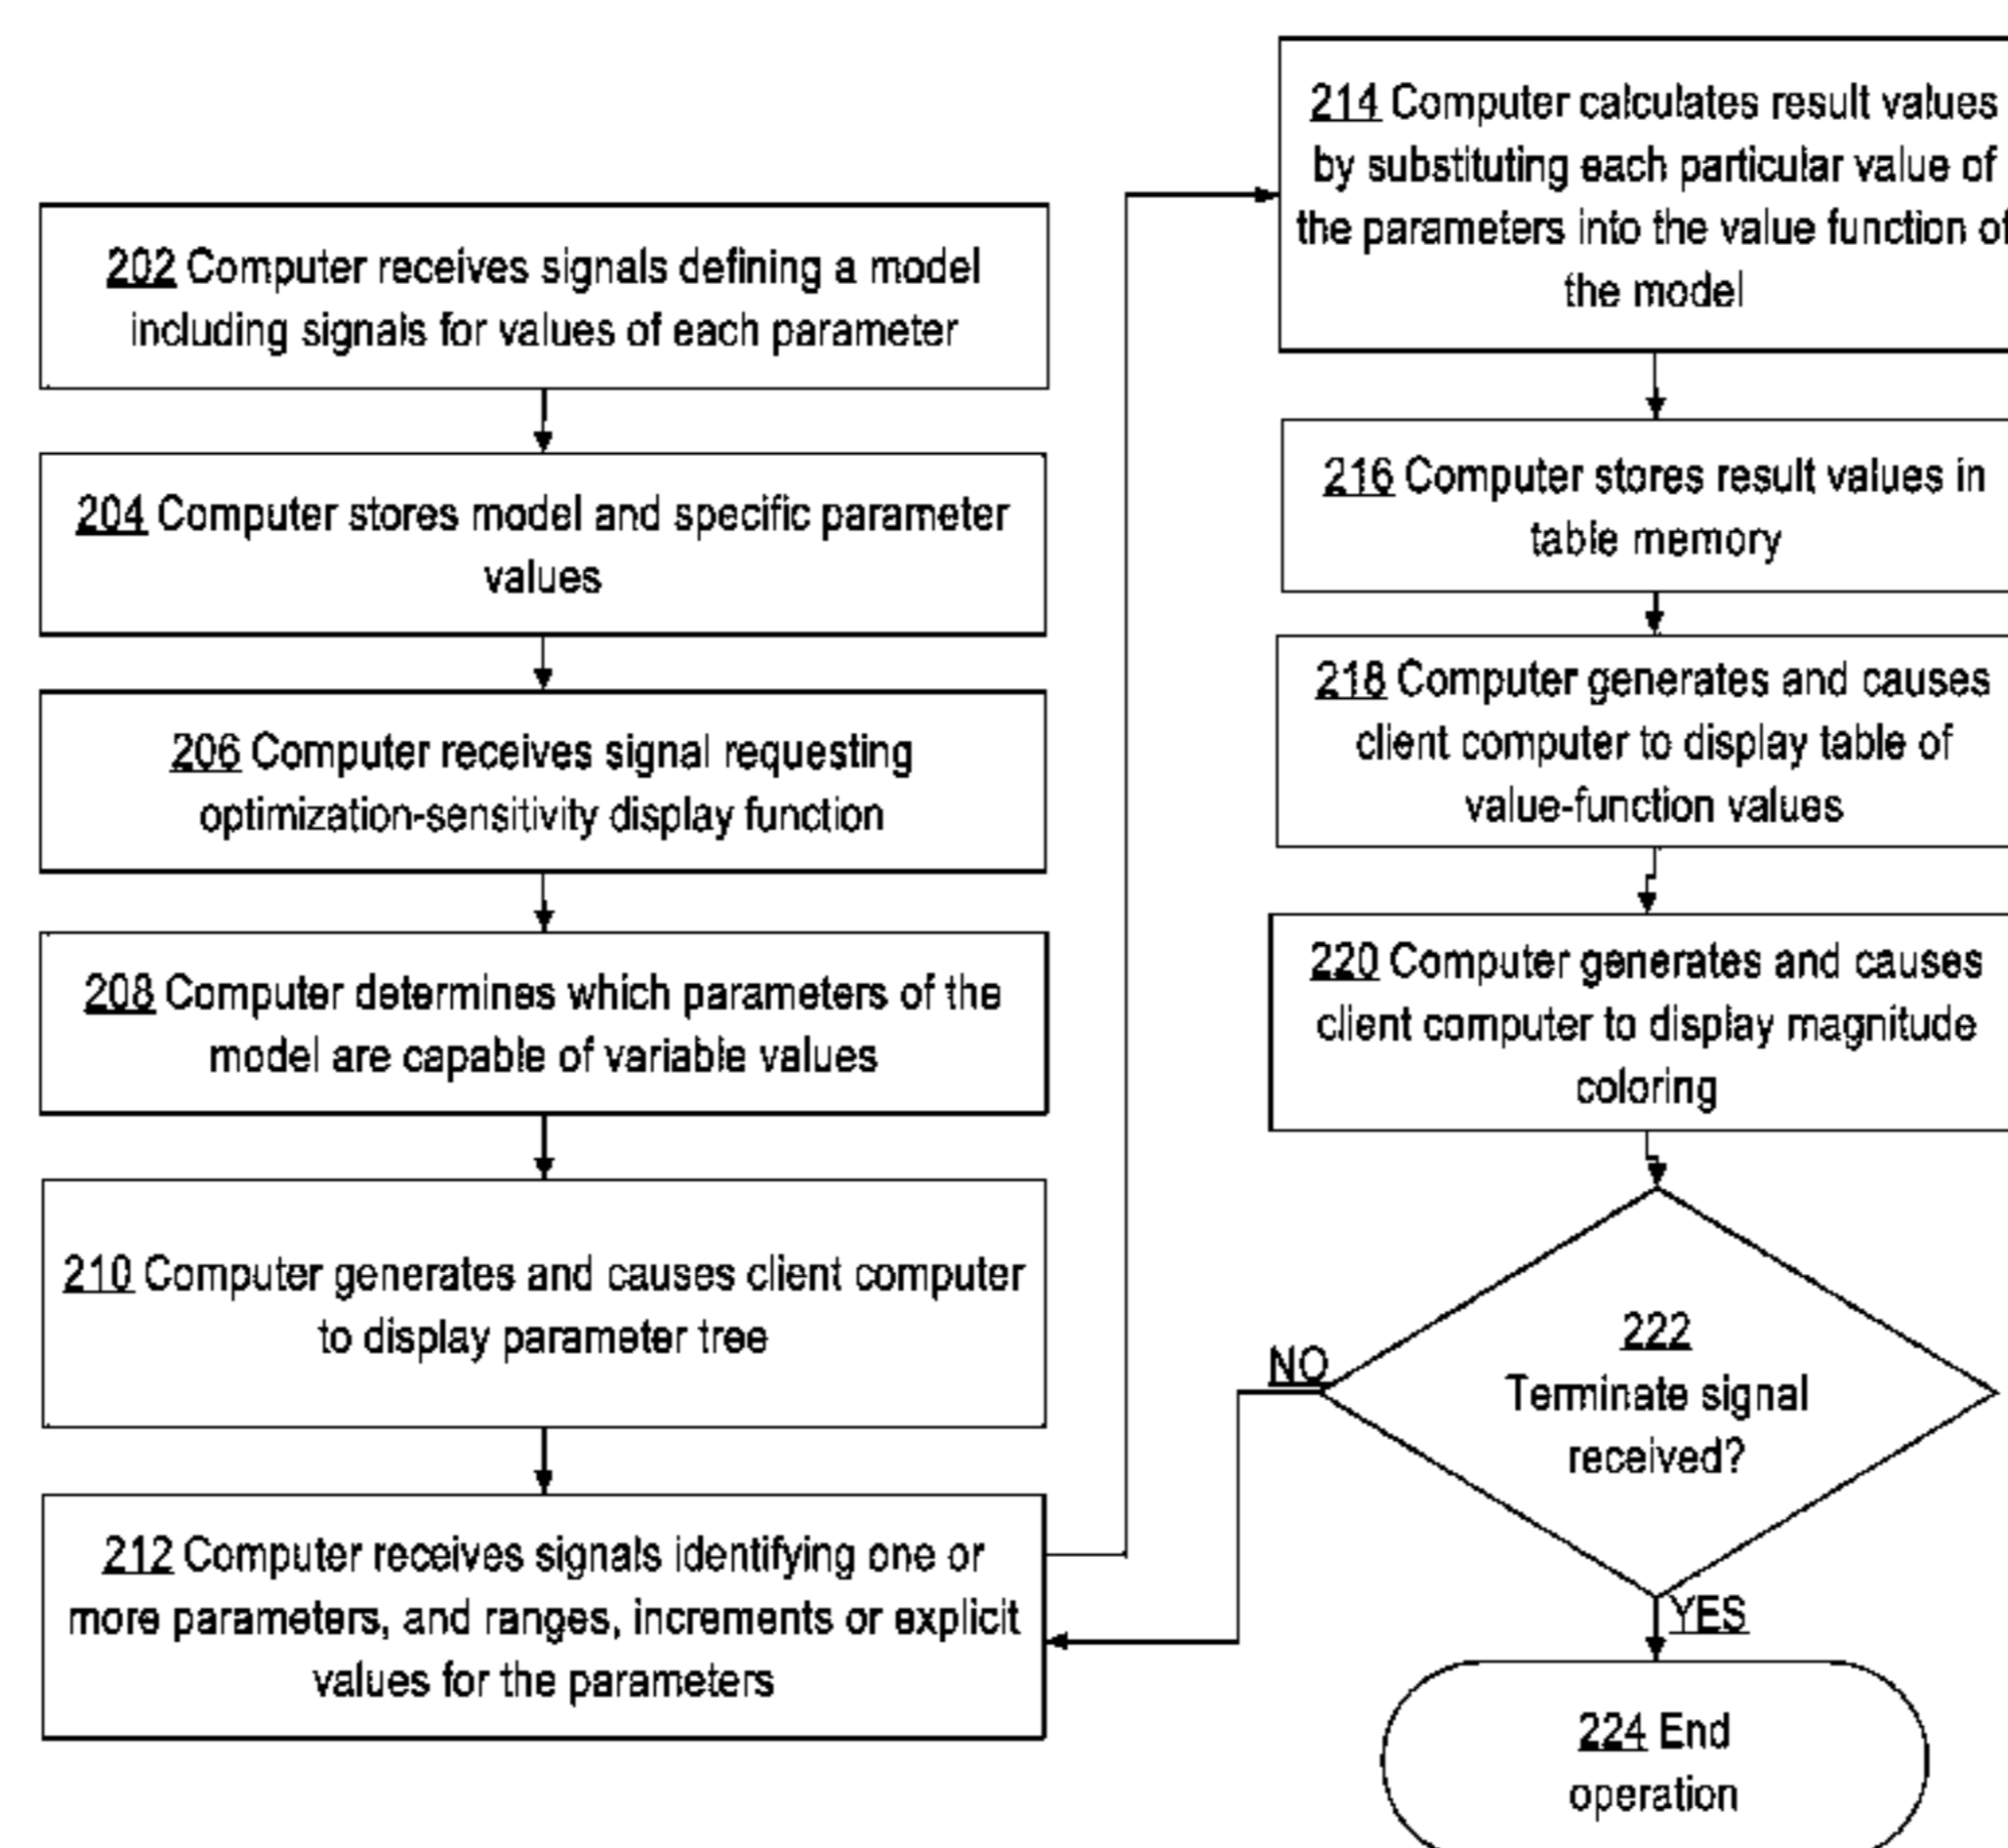 202 Computer receives signals defining a model
including signals for values of each parameter
204 Computer stores model and specific parameter
values
206 Computer receives signal requesting
optimization-sensitivity display function
208 Computer determines which parameters of the
model are capable of variable values
210 Computer generates and causes client computer
to display parameter tree
212 Computer receives signals identifying one or
more parameters, and ranges, increments or explicit
values for the parameters
214 Computer calculates result values
by substituting each particular value of
the parameters into the value function of
the model
216 Computer stores result values in
table memory
218 Computer generates and causes
client computer to display table of
value-function values
220 Computer generates and causes
client computer to display magnitude
coloring
222
Terminate signal
received?
NO
YES
224 End
operation